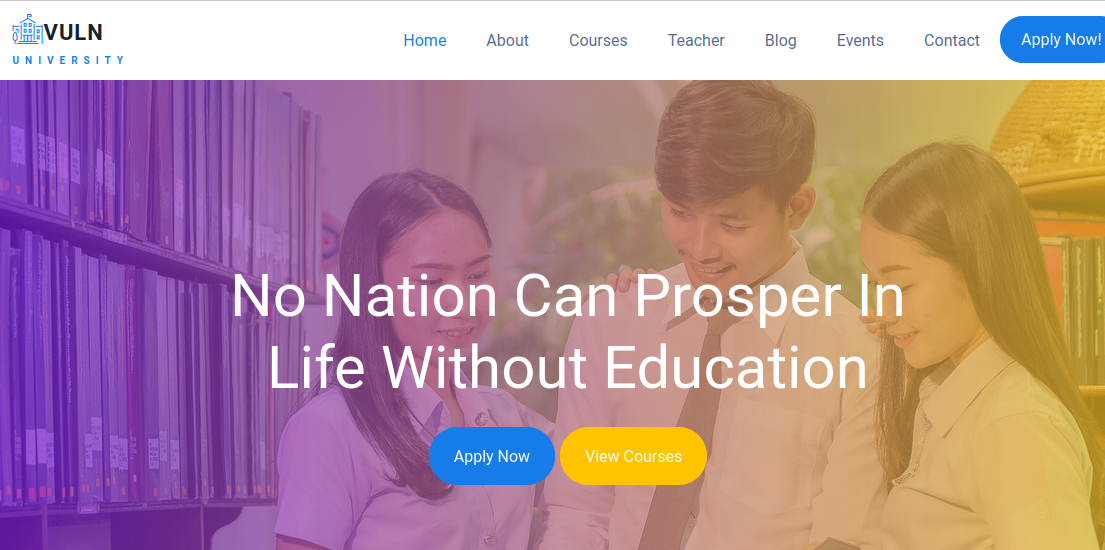 VULN
UNIVERSITY
Home About Courses Teacher Blog Events Contact Apply Now!
No Nation Can Prosper In
Life Without Education
Apply Now View Courses